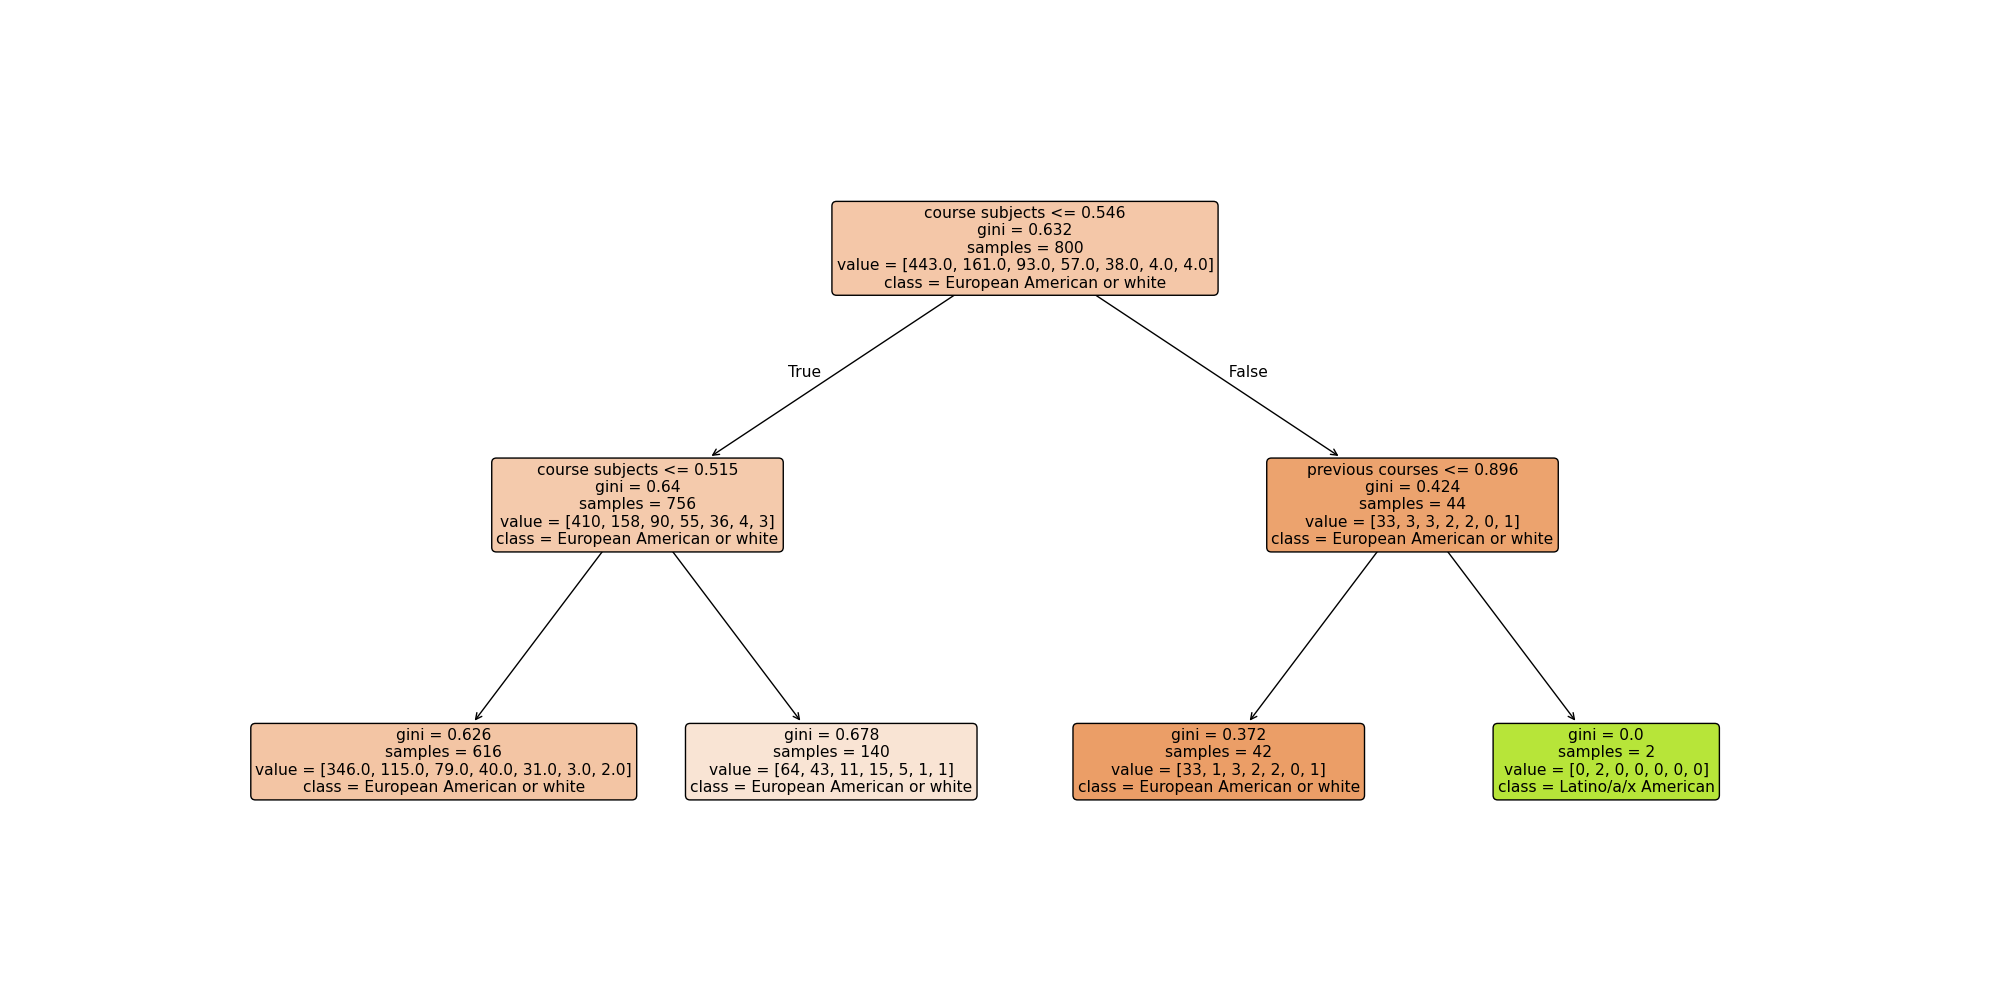 course subjects <= 0.546
gini = 0.632
samples = 800
value = [443.0, 161.0, 93.0, 57.0, 38.0, 4.0, 4.0]
class = European American or white
True
False
course subjects <= 0.515
gini = 0.64
samples = 756
value = [410, 158, 90, 55, 36, 4, 3]
class = European American or white
previous courses <= 0.896
gini = 0.424
samples = 44
value = [33, 3, 3, 2, 2, 0, 1]
class = European American or white
gini = 0.626
samples = 616
value = [346.0, 115.0, 79.0, 40.0, 31.0, 3.0, 2.0]
class = European American or white
gini = 0.678
samples = 140
value = [64, 43, 11, 15, 5, 1, 1]
class = European American or white
gini = 0.372
samples = 42
value = [33, 1, 3, 2, 2, 0, 1]
class = European American or white
gini = 0.0
samples = 2
value = [0, 2, 0, 0, 0, 0, 0]
class = Latino/a/x American